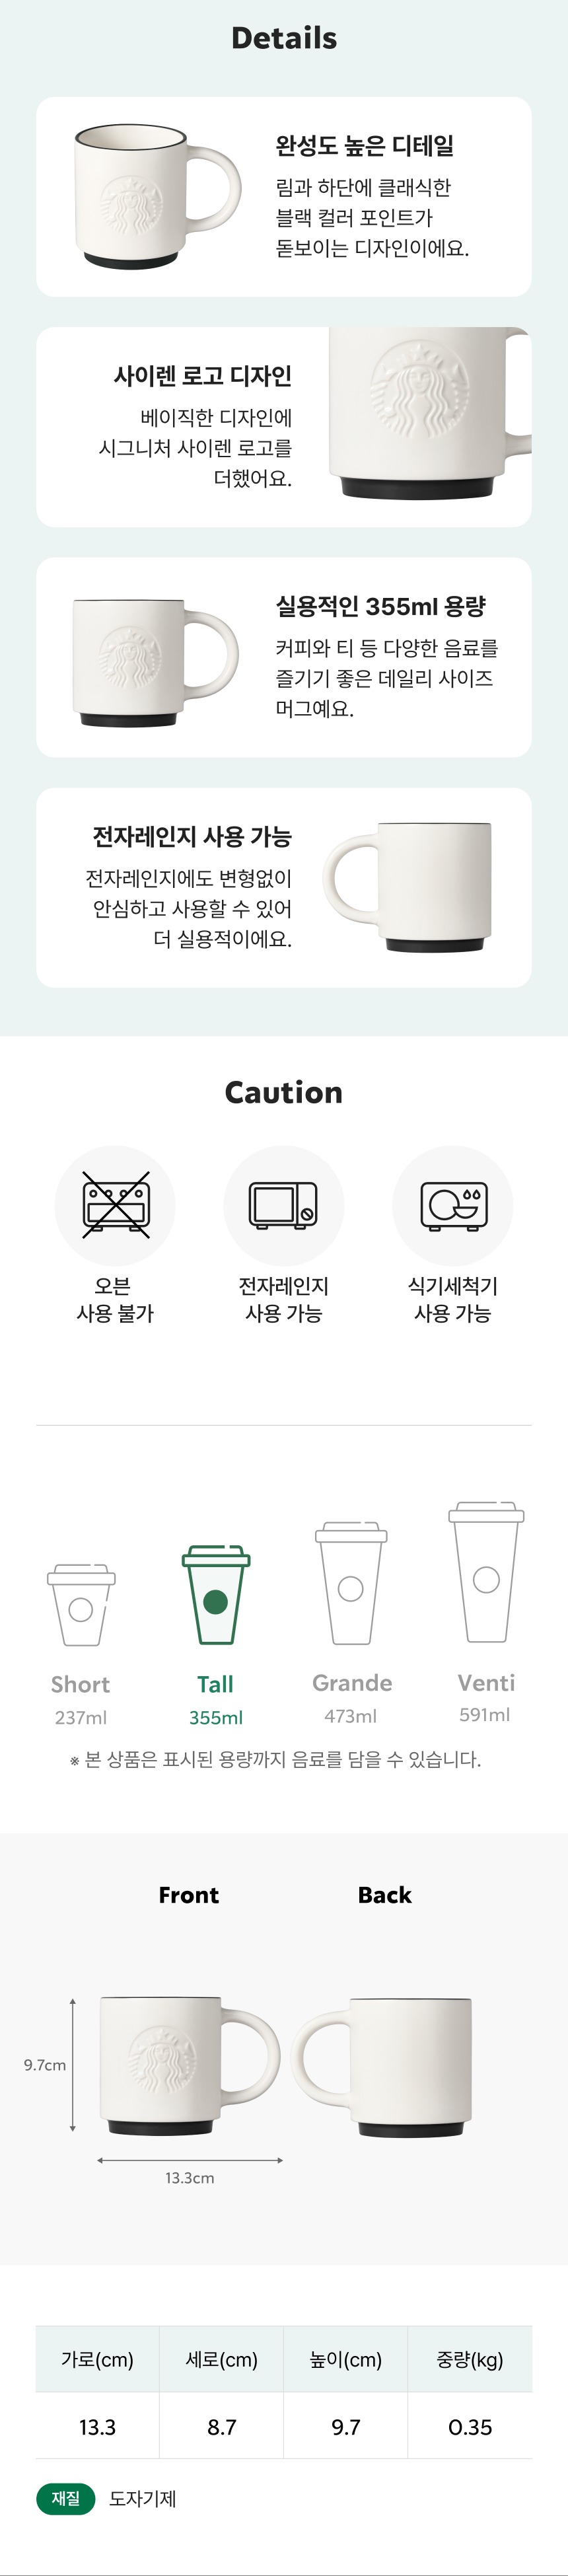 Details
완성도 높은 디테일
림과 하단에 클래식한
블랙 컬러 포인트가
돋보이는 디자인이에요.
사이렌 로고 디자인
베이직한 디자인에
시그니처 사이렌 로고를
더했어요.
실용적인 355ml 용량
커피와 티 등 다양한 음료를
즐기기 좋은 데일리 사이즈
머그예요.
전자레인지 사용 가능
전자레인지에도 변형없이
안심하고 사용할 수 있어
더 실용적이에요.
Caution
오븐
사용 불가
전자레인지
사용 가능
식기세척기
사용 가능
Short
237ml
Tall
355ml
Grande
473ml
Venti
591ml
※ 본 상품은 표시된 용량까지 음료를 담을 수 있습니다.
Front
Back
9.7cm
13.3cm
가로(cm) 세로(cm) 높이(cm) 중량(kg)
13.3 8.7 9.7 0.35
재질 도자기제